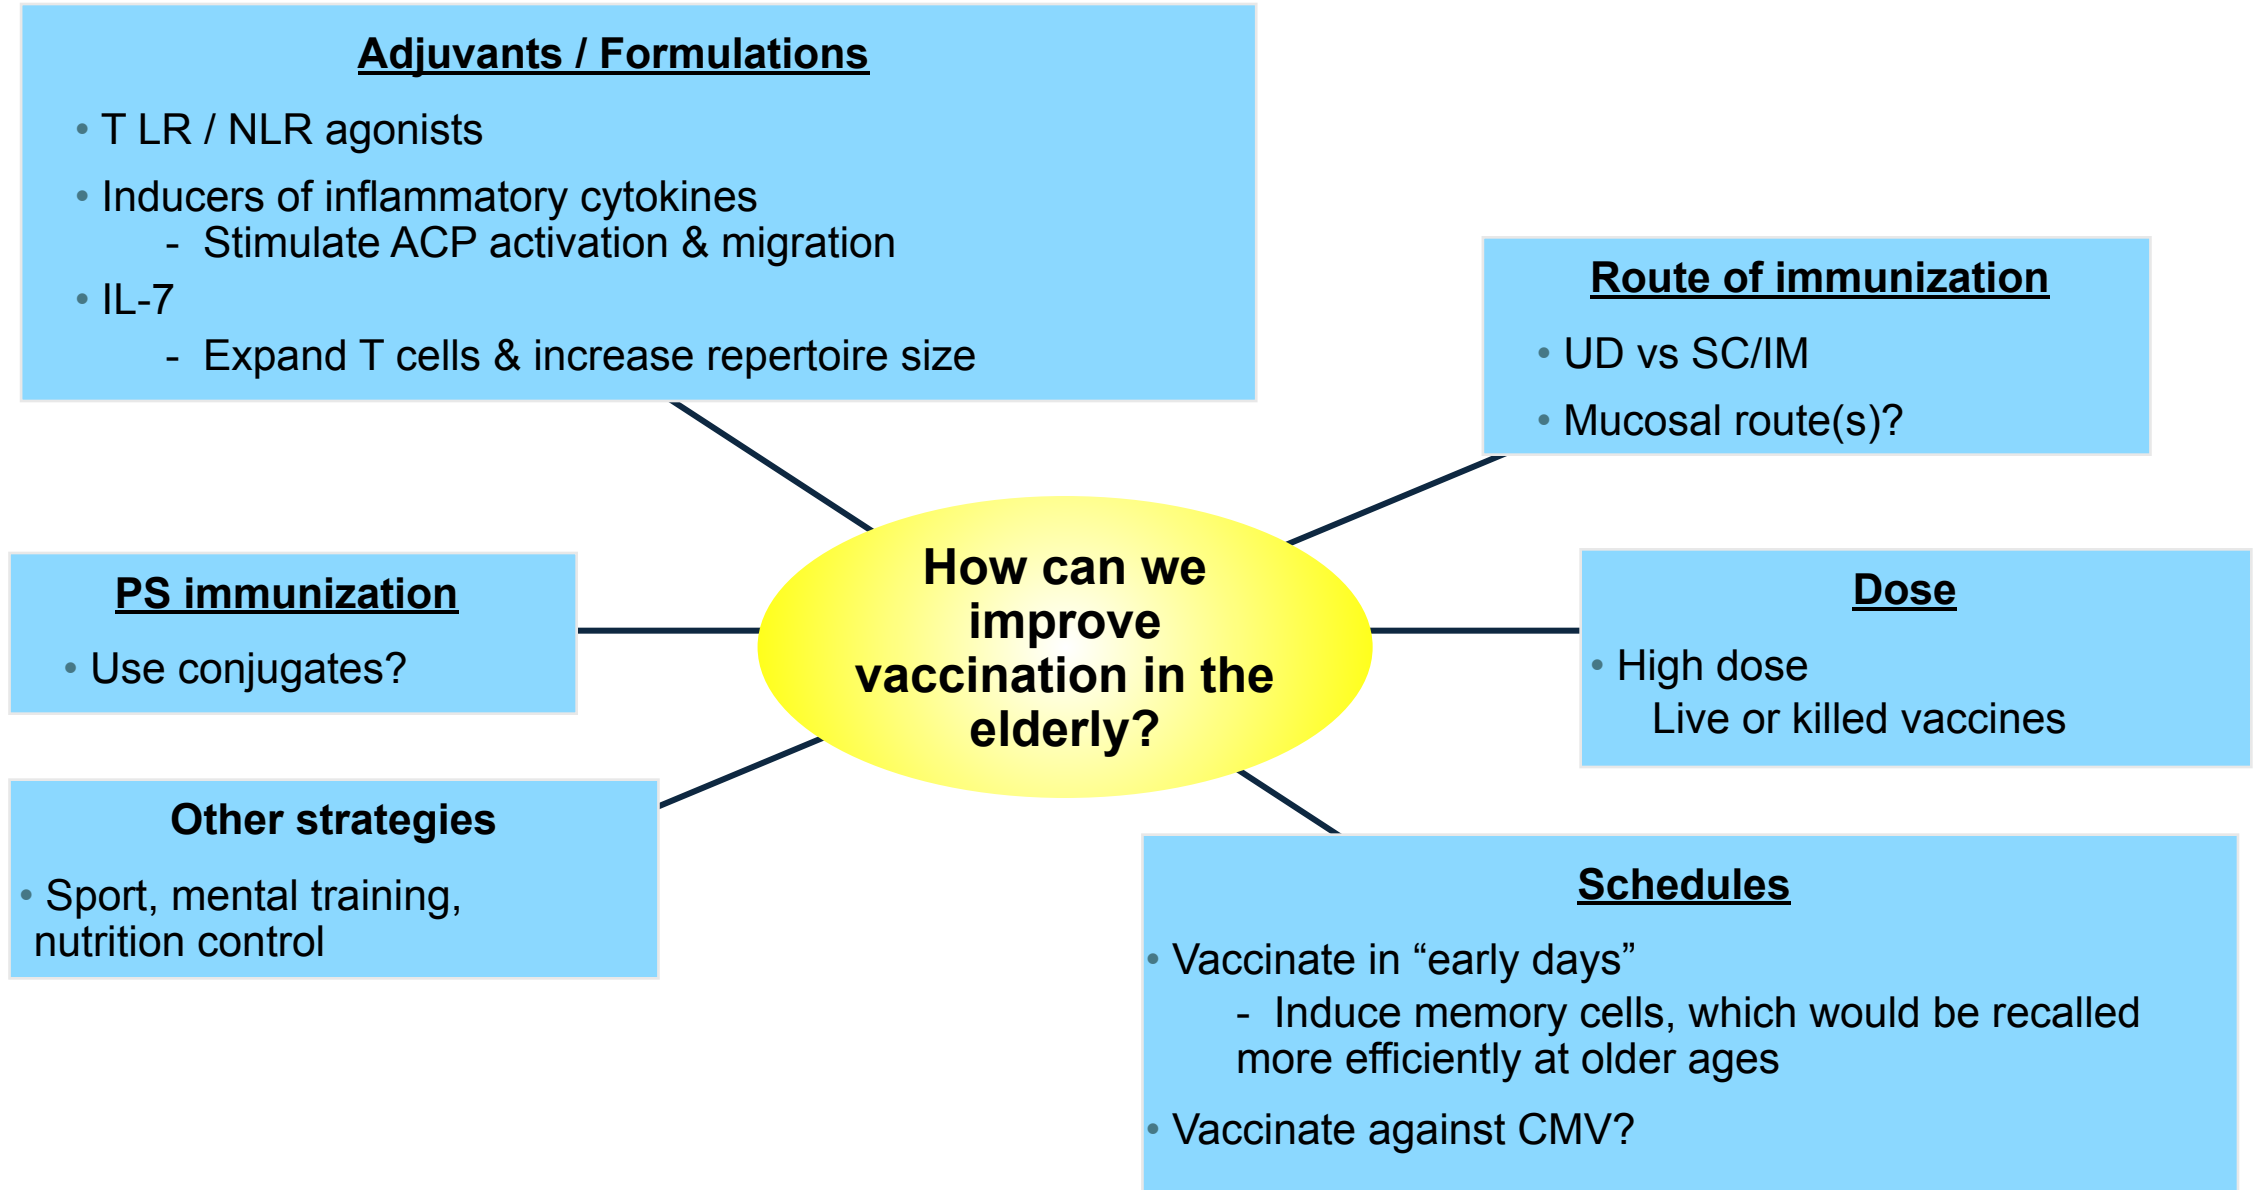 Adjuvants / Formulations
• T LR / NLR agonists
• Inducers of inflammatory cytokines
- Stimulate ACP activation & migration
• IL-7
- Expand T cells & increase repertoire size
Route of immunization
• UD vs SC/IM
• Mucosal route(s)?
PS immunization
• Use conjugates?
How can we
improve
vaccination in the
elderly?
Dose
• High dose
Live or killed vaccines
Other strategies
• Sport, mental training,
nutrition control
Schedules
• Vaccinate in “early days”
- Induce memory cells, which would be recalled
more efficiently at older ages
• Vaccinate against CMV?